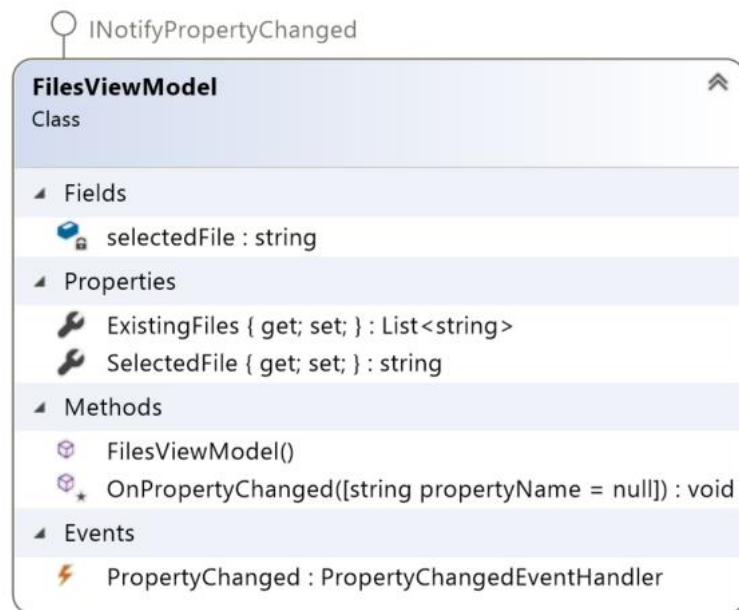 INotifyPropertyChanged
FilesViewModel
Class
Fields
selectedFile : string
Properties
ExistingFiles { get; set; } : List<string>
SelectedFile { get; set; } : string
Methods
FilesViewModel()
OnPropertyChanged([string propertyName = null]) : void
Events
PropertyChanged : PropertyChangedEventHandler